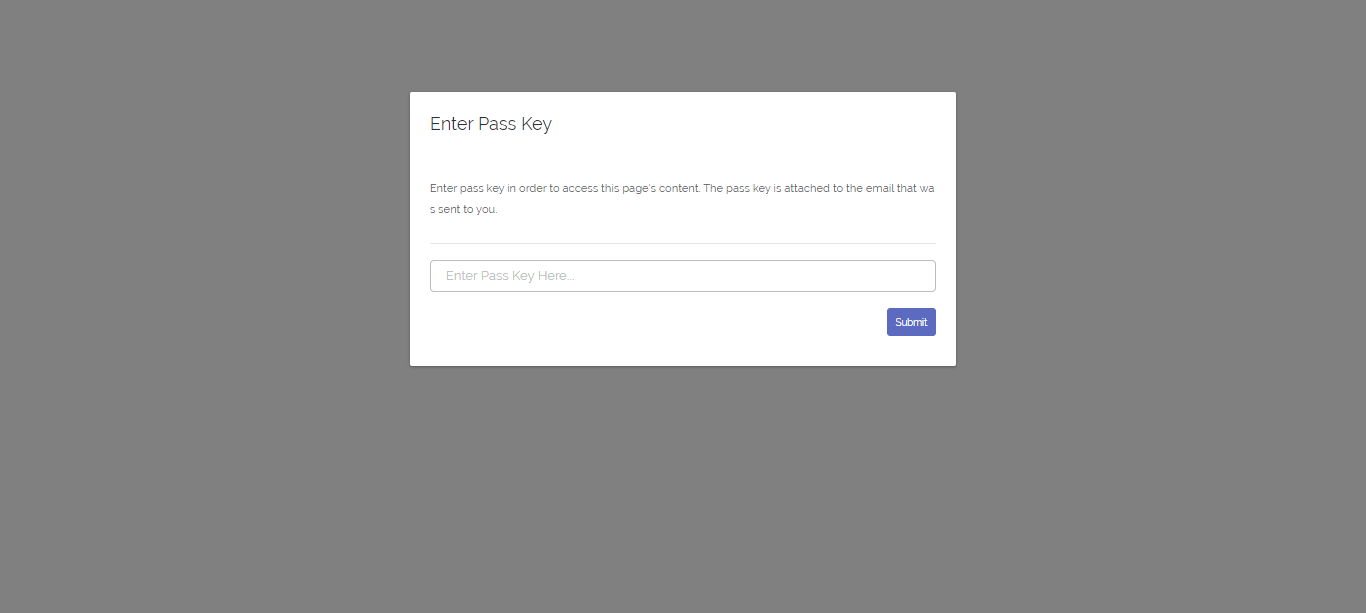 Enter Pass Key
Enter pass key in order to access this page's content. The pass key is attached to the email that wa
s sent to you.
Enter Pass Key Here...
Submit